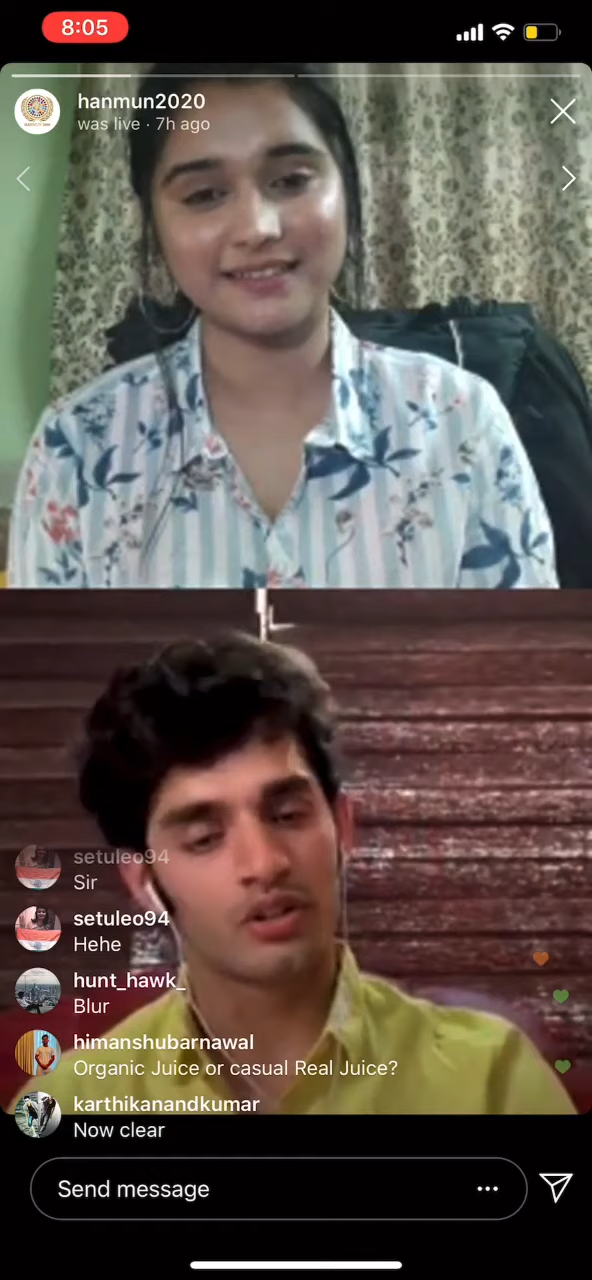 8:05
hanmun2020
was live · 7h ago
setuleo94
Sir
setuleo94
Hehe
hunt_hawk_
Blur
himanshubarnawal
Organic Juice or casual Real Juice?
karthikanandkumar
Now clear
Send message